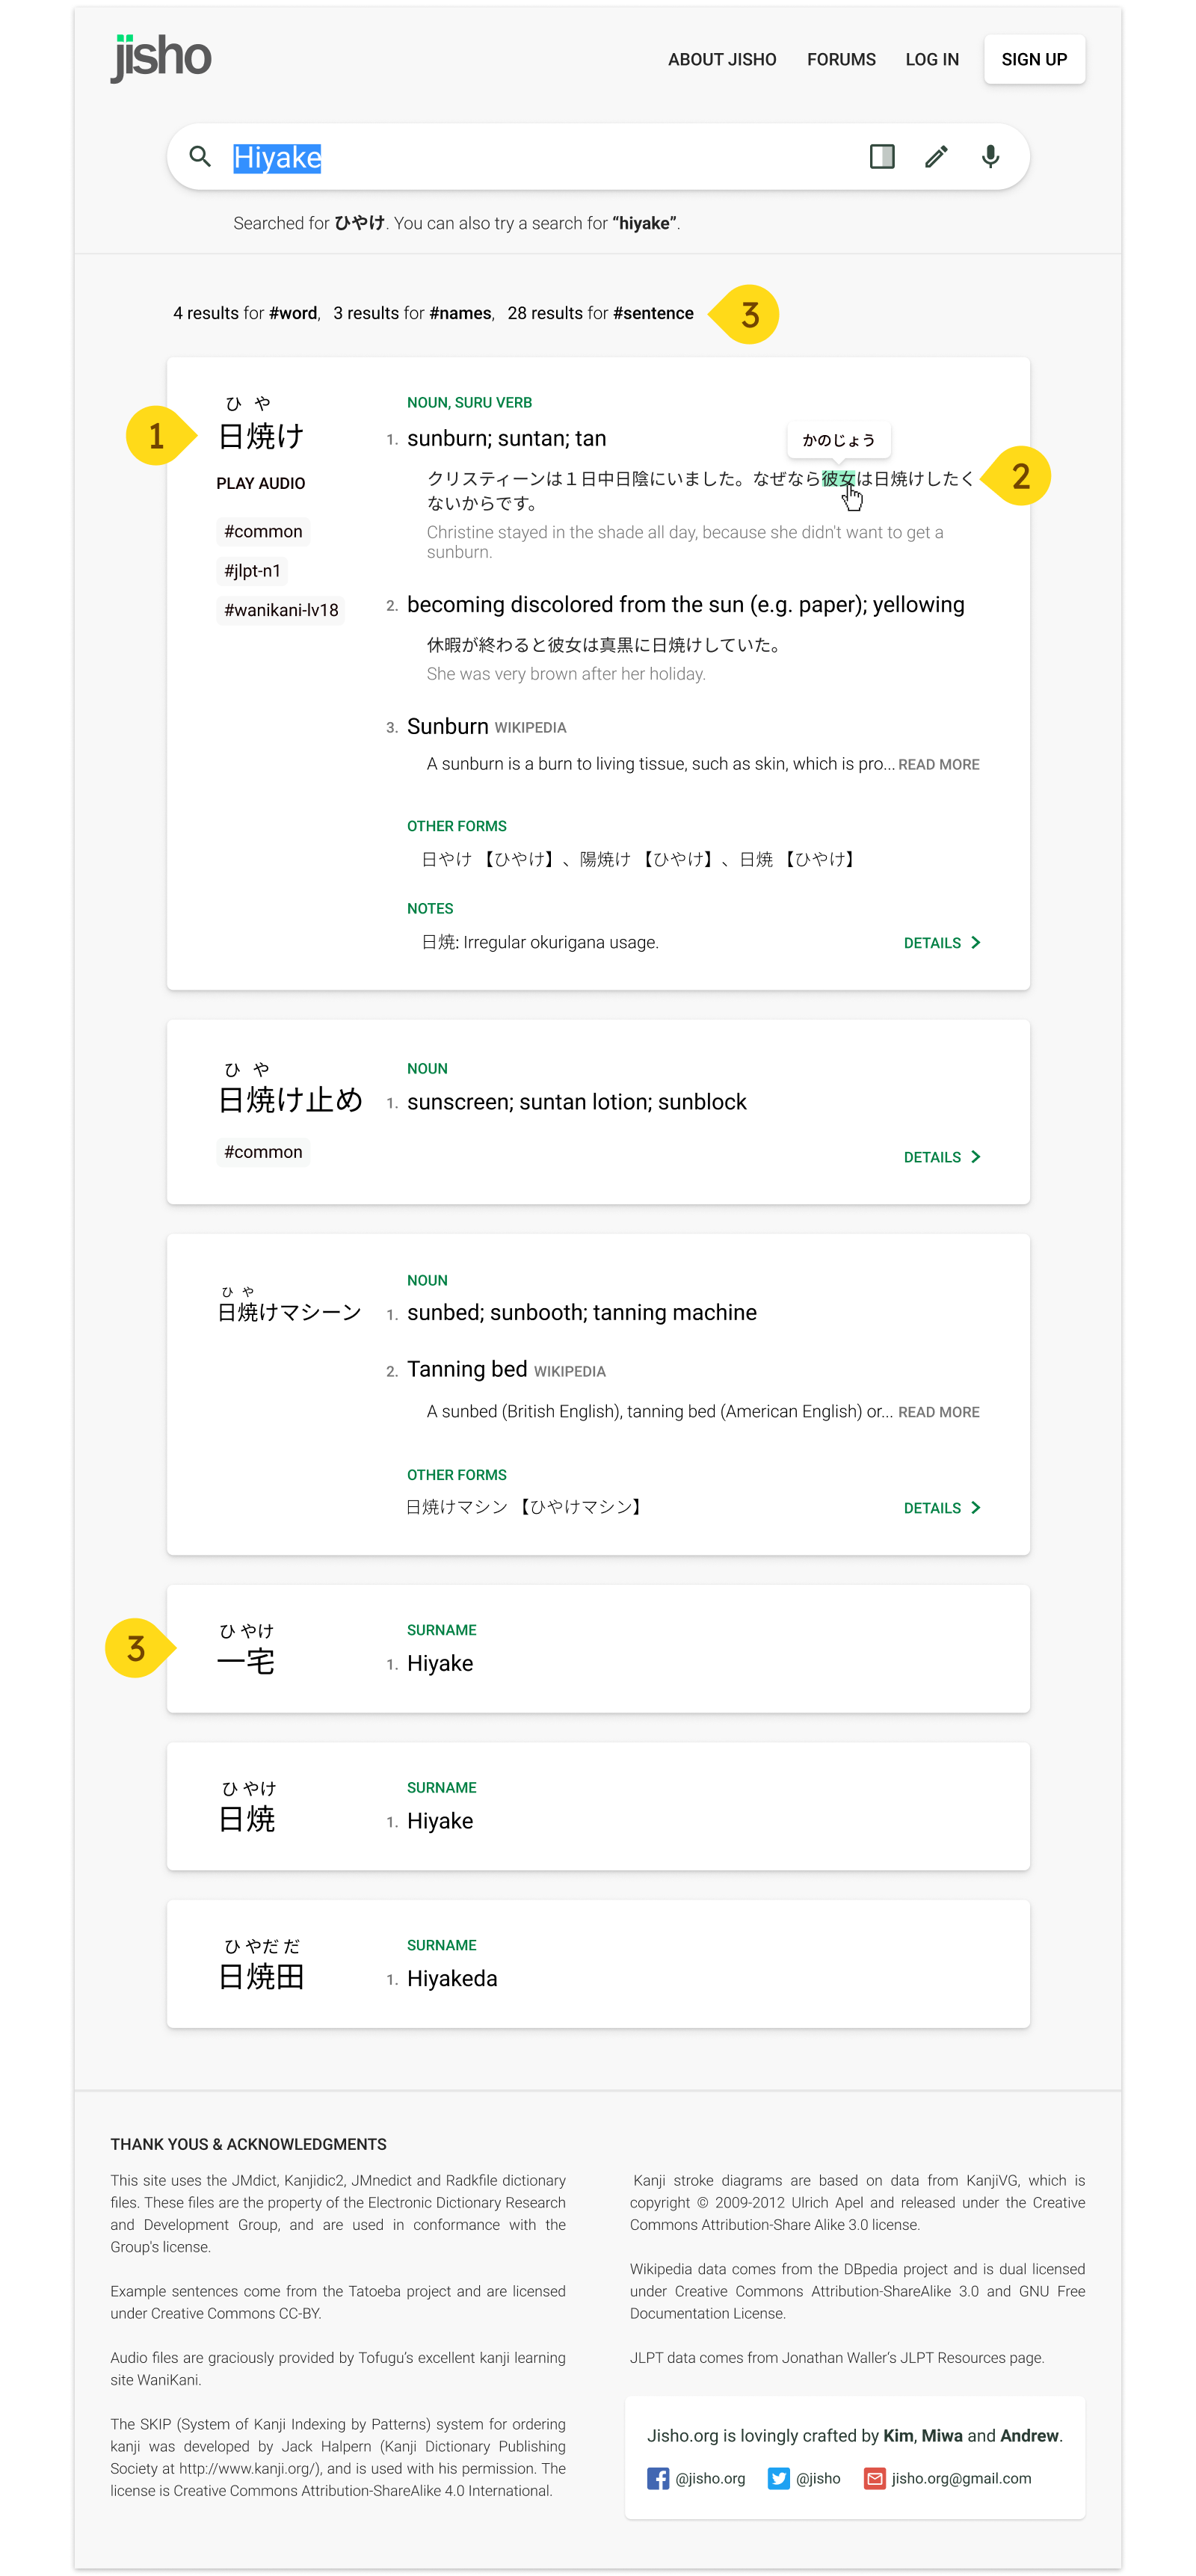 jisho
ABOUT JISHO FORUMS LOG IN SIGN UP
Hiyake
Searched for ひやけ. You can also try a search for “hiyake”.
4 results for #word, 3 results for #names, 28 results for #sentence
3
1
ひ や
日焼け
PLAY AUDIO
#common
#jlpt-n1
#wanikani-lv18
NOUN, SURU VERB
1. sunburn; suntan; tan
かのじょう
クリスティーンは１日中日陰にいました。なぜなら彼女は日焼けしたく
ないからです。
2
Christine stayed in the shade all day, because she didn't want to get a
sunburn.
2. becoming discolored from the sun (e.g. paper); yellowing
休暇が終わると彼女は真黒に日焼けしていた。
She was very brown after her holiday.
3. Sunburn WIKIPEDIA
A sunburn is a burn to living tissue, such as skin, which is pro... READ MORE
OTHER FORMS
日やけ 【ひやけ】、陽焼け 【ひやけ】、日焼 【ひやけ】
NOTES
日焼: Irregular okurigana usage.
DETAILS
ひ や
日焼け止め
#common
NOUN
1. sunscreen; suntan lotion; sunblock
DETAILS
ひ や
日焼けマシーン
NOUN
1. sunbed; sunbooth; tanning machine
2. Tanning bed WIKIPEDIA
A sunbed (British English), tanning bed (American English) or... READ MORE
OTHER FORMS
日焼けマシン 【ひやけマシン】
DETAILS
3
ひ やけ
一宅
SURNAME
1. Hiyake
ひ やけ
日焼
SURNAME
1. Hiyake
ひ やだ だ
日焼田
SURNAME
1. Hiyakeda
THANK YOUS & ACKNOWLEDGMENTS
This site uses the JMdict, Kanjidic2, JMnedict and Radkfile dictionary
files. These files are the property of the Electronic Dictionary Research
and Development Group, and are used in conformance with the
Group's license.
Example sentences come from the Tatoeba project and are licensed
under Creative Commons CC-BY.
Audio files are graciously provided by Tofugu’s excellent kanji learning
site WaniKani.
The SKIP (System of Kanji Indexing by Patterns) system for ordering
kanji was developed by Jack Halpern (Kanji Dictionary Publishing
Society at http://www.kanji.org/), and is used with his permission. The
license is Creative Commons Attribution-ShareAlike 4.0 International.
Kanji stroke diagrams are based on data from KanjiVG, which is
copyright © 2009-2012 Ulrich Apel and released under the Creative
Commons Attribution-Share Alike 3.0 license.
Wikipedia data comes from the DBpedia project and is dual licensed
under Creative Commons Attribution-ShareAlike 3.0 and GNU Free
Documentation License.
JLPT data comes from Jonathan Waller’s JLPT Resources page.
Jisho.org is lovingly crafted by Kim, Miwa and Andrew.
@jisho.org @jisho jisho.org@gmail.com